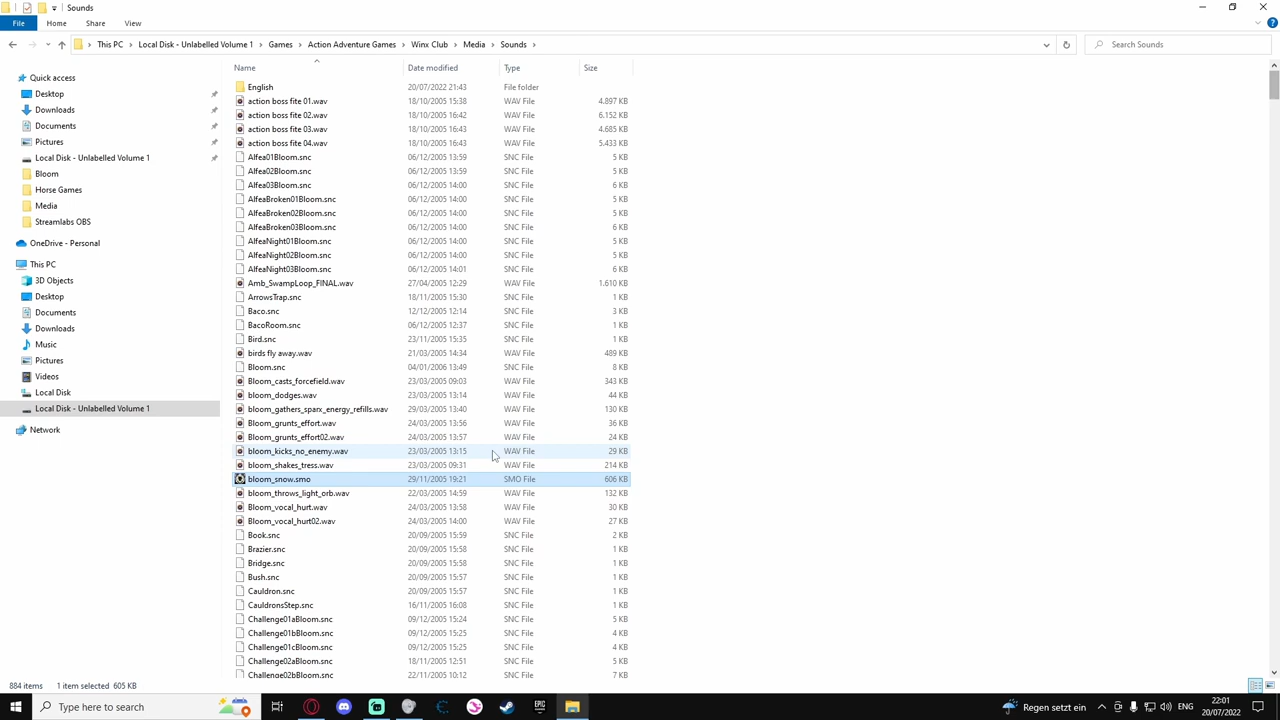 Sounds
File Home Share View
This PC Local Disk - Unlabelled Volume 1 Games Action Adventure Games Winx Club Media Sounds Search Sounds
Name Date modified Type Size
Quick access
Desktop
Downloads
Documents
Pictures
Local Disk - Unlabelled Volume 1
Bloom
Horse Games
Media
Streamlabs OBS
OneDrive - Personal
This PC
3D Objects
Desktop
Documents
Downloads
Music
Pictures
Videos
Local Disk
Local Disk - Unlabelled Volume 1
Network
English 20/07/2022 21:43 File folder
action boss fite 01.wav 18/10/2005 15:38 WAV File 4.897 KB
action boss fite 02.wav 18/10/2005 16:42 WAV File 6.152 KB
action boss fite 03.wav 18/10/2005 16:43 WAV File 4.685 KB
action boss fite 04.wav 18/10/2005 16:43 WAV File 5.433 KB
Alfea01Bloom.snc 06/12/2005 13:59 SNC File 5 KB
Alfea02Bloom.snc 06/12/2005 13:59 SNC File 5 KB
Alfea03Bloom.snc 06/12/2005 14:00 SNC File 6 KB
AlfeaBroken01Bloom.snc 06/12/2005 14:00 SNC File 5 KB
AlfeaBroken02Bloom.snc 06/12/2005 14:00 SNC File 5 KB
AlfeaBroken03Bloom.snc 06/12/2005 14:00 SNC File 6 KB
AlfeaNight01Bloom.snc 06/12/2005 14:00 SNC File 5 KB
AlfeaNight02Bloom.snc 06/12/2005 14:00 SNC File 5 KB
AlfeaNight03Bloom.snc 06/12/2005 14:01 SNC File 6 KB
Amb_SwampLoop_FINAL.wav 27/04/2005 12:29 WAV File 1.610 KB
ArrowsTrap.snc 18/11/2005 15:30 SNC File 1 KB
Baco.snc 12/12/2005 12:14 SNC File 3 KB
BacoRoom.snc 06/12/2005 12:37 SNC File 1 KB
Bird.snc 23/11/2005 15:35 SNC File 1 KB
birds fly away.wav 21/03/2005 14:34 WAV File 489 KB
Bloom.snc 04/01/2006 13:49 SNC File 8 KB
Bloom_casts_forcefield.wav 23/03/2005 09:03 WAV File 343 KB
bloom_dodges.wav 23/03/2005 13:14 WAV File 44 KB
bloom_gathers_sparx_energy_refills.wav 29/03/2005 13:40 WAV File 130 KB
Bloom_grunts_effort.wav 24/03/2005 13:56 WAV File 36 KB
Bloom_grunts_effort02.wav 24/03/2005 13:57 WAV File 24 KB
bloom_kicks_no_enemy.wav 23/03/2005 13:15 WAV File 29 KB
bloom_shakes_tress.wav 23/03/2005 09:31 WAV File 214 KB
bloom_snow.smo 29/11/2005 19:21 SMO File 606 KB
bloom_throws_light_orb.wav 22/03/2005 14:59 WAV File 132 KB
Bloom_vocal_hurt.wav 24/03/2005 13:58 WAV File 30 KB
Bloom_vocal_hurt02.wav 24/03/2005 14:00 WAV File 27 KB
Book.snc 20/09/2005 15:59 SNC File 2 KB
Brazier.snc 20/09/2005 15:58 SNC File 1 KB
Bridge.snc 20/09/2005 15:58 SNC File 1 KB
Bush.snc 20/09/2005 15:57 SNC File 1 KB
Cauldron.snc 20/09/2005 15:57 SNC File 1 KB
CauldronsStep.snc 16/11/2005 16:08 SNC File 1 KB
Challenge01aBloom.snc 09/12/2005 15:24 SNC File 5 KB
Challenge01bBloom.snc 09/12/2005 15:25 SNC File 4 KB
Challenge01cBloom.snc 09/12/2005 15:25 SNC File 4 KB
Challenge02aBloom.snc 18/11/2005 12:51 SNC File 5 KB
Challenge02bBloom.snc 22/11/2005 10:12 SNC File 7 KB
884 items 1 item selected 605 KB
Type here to search
EPIC
Regen setzt ein ENG 22:01
20/07/2022